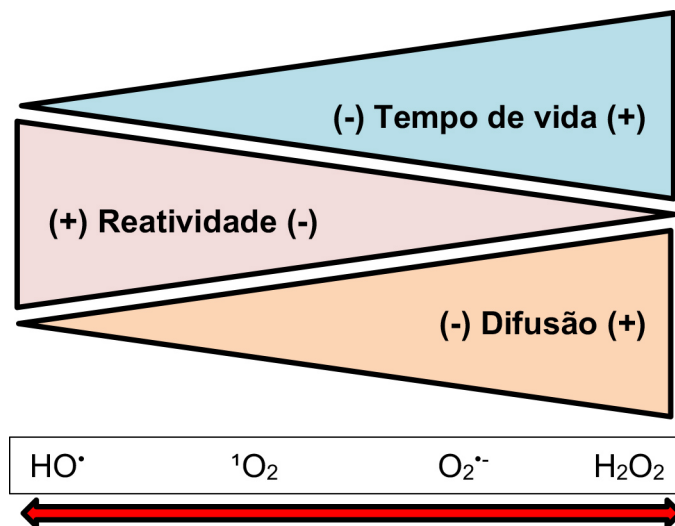 (-) Tempo de vida (+)
(+) Reatividade (-)
(-) Difusão (+)
HO• ¹O₂ O₂•- H₂O₂